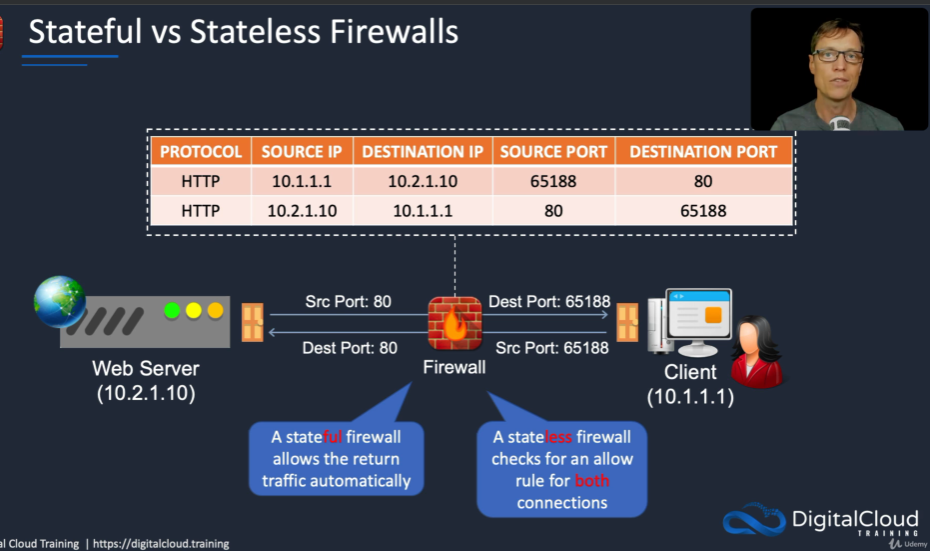 Stateful vs Stateless Firewalls
PROTOCOL SOURCE IP DESTINATION IP SOURCE PORT DESTINATION PORT
HTTP 10.1.1.1 10.2.1.10 65188 80
HTTP 10.2.1.10 10.1.1.1 80 65188
Src Port: 80 Dest Port: 65188
Dest Port: 80 Src Port: 65188
Web Server
(10.2.1.10)
Firewall
Client
(10.1.1.1)
A stateful firewall
allows the return
traffic automatically
A stateless firewall
checks for an allow
rule for both
connections
DigitalCloud
TRAINING
al Cloud Training | https://digitalcloud.training
Udemy